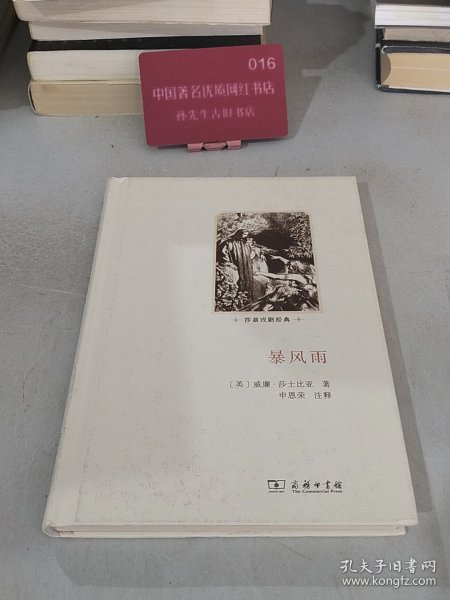 016
中国著名优质网红书店
孙先生古旧书店
莎翁戏剧经典
暴风雨
〔英〕威廉·莎士比亚 著
申恩荣 注释
商务印书馆
The Commercial Press
孔夫子旧书网
www.kongfz.com